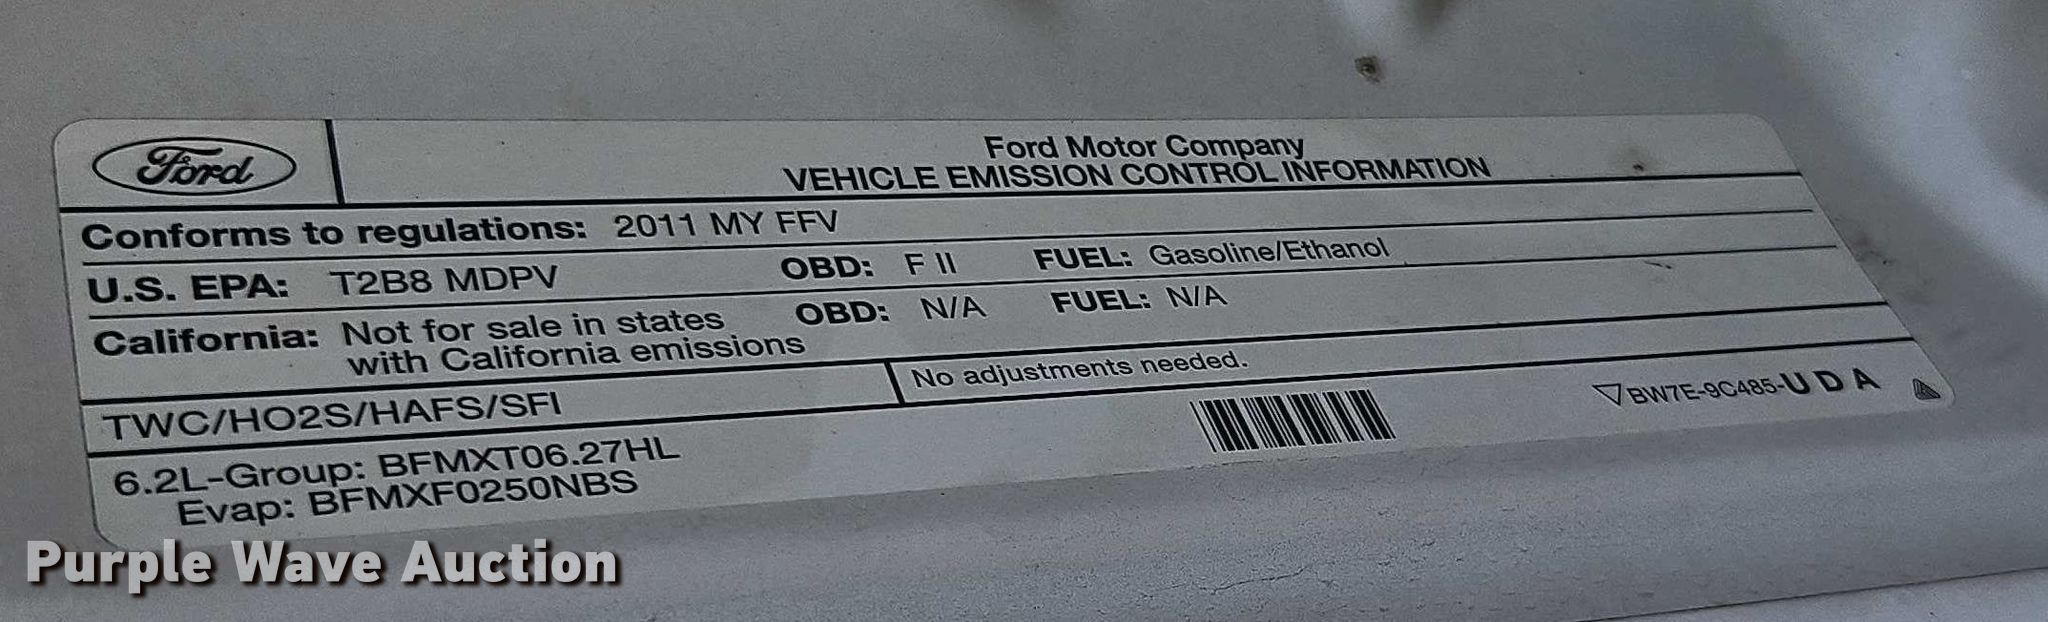 Ford
Ford Motor Company
VEHICLE EMISSION CONTROL INFORMATION
Conforms to regulations: 2011 MY FFV
U.S. EPA: T2B8 MDPV OBD: F II FUEL: Gasoline/Ethanol
California: Not for sale in states OBD: N/A FUEL: N/A
with California emissions
No adjustments needed.
TWC/HO2S/HAFS/SFI
BW7E-9C485-UDA
6.2L-Group: BFMXT06.27HL
Evap: BFMXF0250NBS
Purple Wave Auction